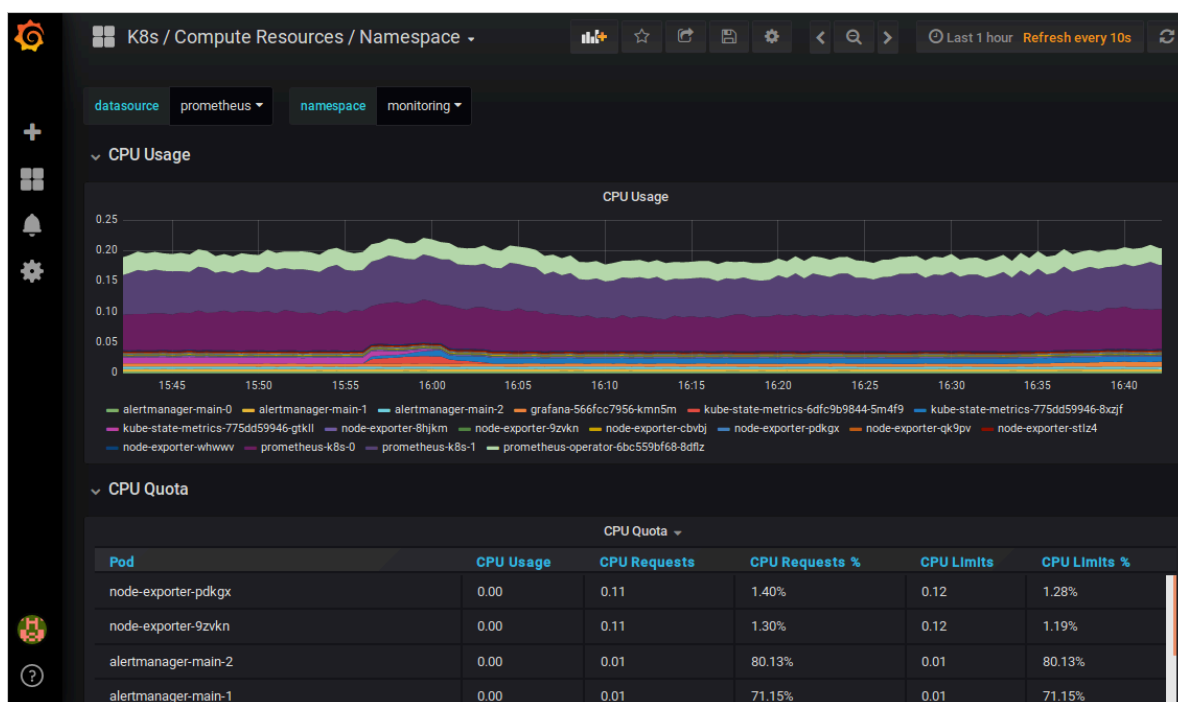 K8s / Compute Resources / Namespace
Last 1 hour Refresh every 10s
datasource prometheus namespace monitoring
CPU Usage
CPU Usage
0.25
0.20
0.15
0.10
0.05
0
15:45 15:50 15:55 16:00 16:05 16:10 16:15 16:20 16:25 16:30 16:35 16:40
alertmanager-main-0 alertmanager-main-1 alertmanager-main-2 grafana-566fcc7956-kmn5m kube-state-metrics-6dfc9b9844-5m4f9 kube-state-metrics-775dd59946-8xzjf
kube-state-metrics-775dd59946-gtkll node-exporter-8hjkm node-exporter-9zvkn node-exporter-cbvbj node-exporter-pdkgx node-exporter-qk9pv node-exporter-stlz4
node-exporter-whwwv prometheus-k8s-0 prometheus-k8s-1 prometheus-operator-6bc559bf68-8dflz
CPU Quota
CPU Quota
Pod CPU Usage CPU Requests CPU Requests % CPU Limits CPU Limits %
node-exporter-pdkgx 0.00 0.11 1.40% 0.12 1.28%
node-exporter-9zvkn 0.00 0.11 1.30% 0.12 1.19%
alertmanager-main-2 0.00 0.01 80.13% 0.01 80.13%
alertmanager-main-1 0.00 0.01 71.15% 0.01 71.15%